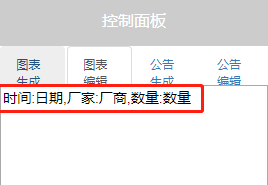 控制面板
图表 图表 公告 公告
生成 编辑 生成 编辑
时间:日期,厂家:厂商,数量:数量